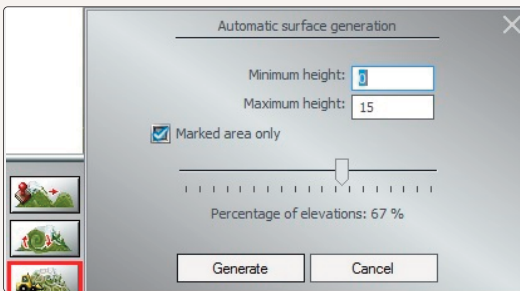 Automatic surface generation
Minimum height: 0
Maximum height: 15
Marked area only
Percentage of elevations: 67 %
Generate Cancel